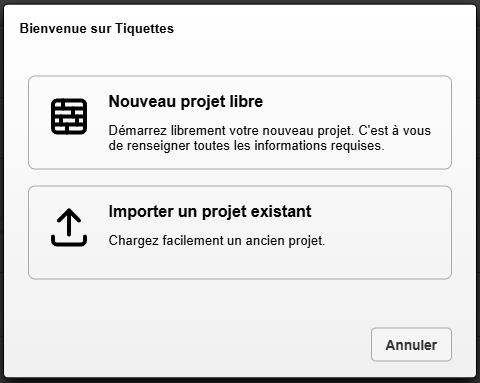 Bienvenue sur Tiquettes
Nouveau projet libre
Démarrez librement votre nouveau projet. C'est à vous
de renseigner toutes les informations requises.
Importer un projet existant
Chargez facilement un ancien projet.
Annuler